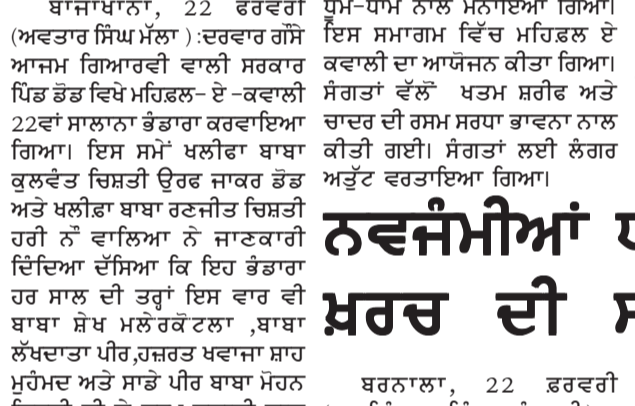 ਬਾਜਾਖਾਨਾ, 22 ਫਰਵਰੀ
(ਅਵਤਾਰ ਸਿੰਘ ਮੱਲਾ ):ਦਰਵਾਰ ਗੌਂਸੇ
ਆਜਮ ਗਿਆਰਵੀ ਵਾਲੀ ਸਰਕਾਰ
ਪਿੰਡ ਡੋਡ ਵਿਖੇ ਮਹਿਫ਼ਲ- ਏ -ਕਵਾਲੀ
22ਵਾਂ ਸਾਲਾਨਾ ਭੰਡਾਰਾ ਕਰਵਾਇਆ
ਗਿਆ। ਇਸ ਸਮੇਂ ਖਲੀਫਾ ਬਾਬਾ
ਕੁਲਵੰਤ ਚਿਸ਼ਤੀ ਉਰਫ ਜਾਕਰ ਡੋਡ
ਅਤੇ ਖਲੀਫ਼ਾ ਬਾਬਾ ਰਣਜੀਤ ਚਿਸ਼ਤੀ
ਹਰੀ ਨੌਂ ਵਾਲਿਆ ਨੇ ਜਾਣਕਾਰੀ
ਦਿੰਦਿਆ ਦੱਸਿਆ ਕਿ ਇਹ ਭੰਡਾਰਾ
ਹਰ ਸਾਲ ਦੀ ਤਰ੍ਹਾਂ ਇਸ ਵਾਰ ਵੀ
ਬਾਬਾ ਸ਼ੇਖ ਮਲੇਰਕੋਟਲਾ ,ਬਾਬਾ
ਲੱਖਦਾਤਾ ਪੀਰ,ਹਜ਼ਰਤ ਖਵਾਜਾ ਸ਼ਾਹ
ਮੁਹੰਮਦ ਅਤੇ ਸਾਡੇ ਪੀਰ ਬਾਬਾ ਮੋਹਨ
ਧੂਮ-ਧਾਮ ਨਾਲ ਮਨਾਇਆ ਗਿਆ।
ਇਸ ਸਮਾਗਮ ਵਿੱਚ ਮਹਿਫ਼ਲ ਏ
ਕਵਾਲੀ ਦਾ ਆਯੋਜਨ ਕੀਤਾ ਗਿਆ।
ਸੰਗਤਾਂ ਵੱਲੋਂ ਖਤਮ ਸ਼ਰੀਫ ਅਤੇ
ਚਾਦਰ ਦੀ ਰਸਮ ਸਰਧਾ ਭਾਵਨਾ ਨਾਲ
ਕੀਤੀ ਗਈ। ਸੰਗਤਾਂ ਲਈ ਲੰਗਰ
ਅਤੁੱਟ ਵਰਤਾਇਆ ਗਿਆ।
ਨਵਜੰਮੀਆਂ
ਖ਼ਰਚ ਦੀ
ਬਰਨਾਲਾ, 22 ਫ਼ਰਵਰੀ